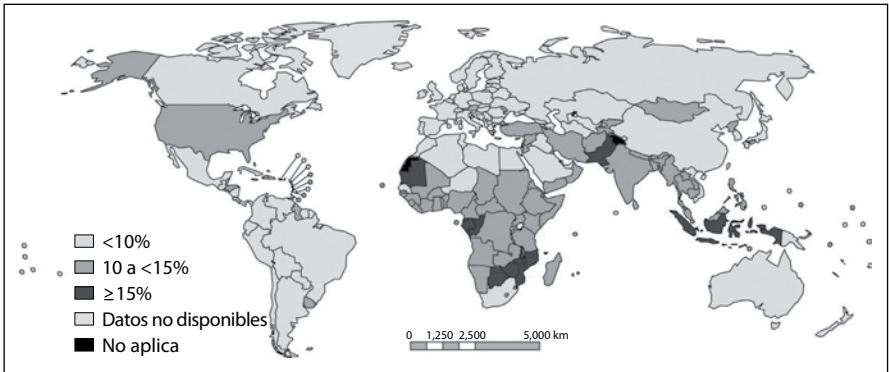 <10%
10 a <15%
≥15%
Datos no disponibles
No aplica
0 1,250 2,500 5,000 km